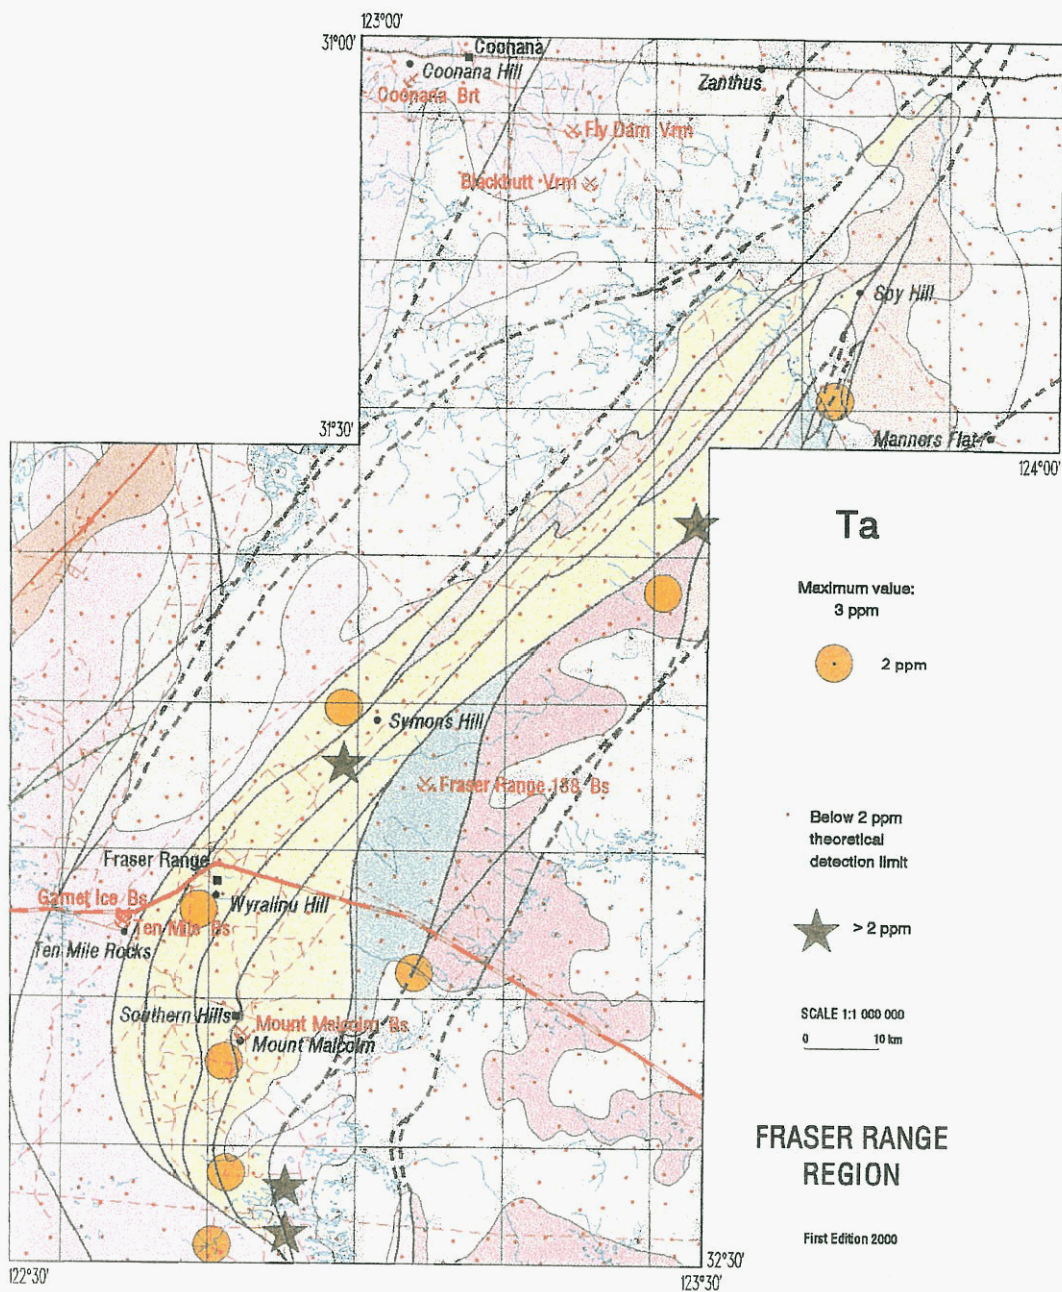 123°00'
31°00'
Coonana
Coonana Hill
Zanthus
Coonana Brt
Fly Dam Vrm
Blackbutt Vrm
Spy Hill
31°30'
Manners Flat
124°00'
Ta
Maximum value:
3 ppm
2 ppm
Symons Hill
Fraser Range 188 Bs
Below 2 ppm
theoretical
detection limit
Fraser Range
Garnet Ice Bs
Wyralinu Hill
Ten Mile Bs
Ten Mile Rocks
> 2 ppm
Southern Hills
Mount Malcolm Bs
Mount Malcolm
SCALE 1:1 000 000
0 10 km
FRASER RANGE
REGION
First Edition 2000
32°30'
122°30'
123°30'